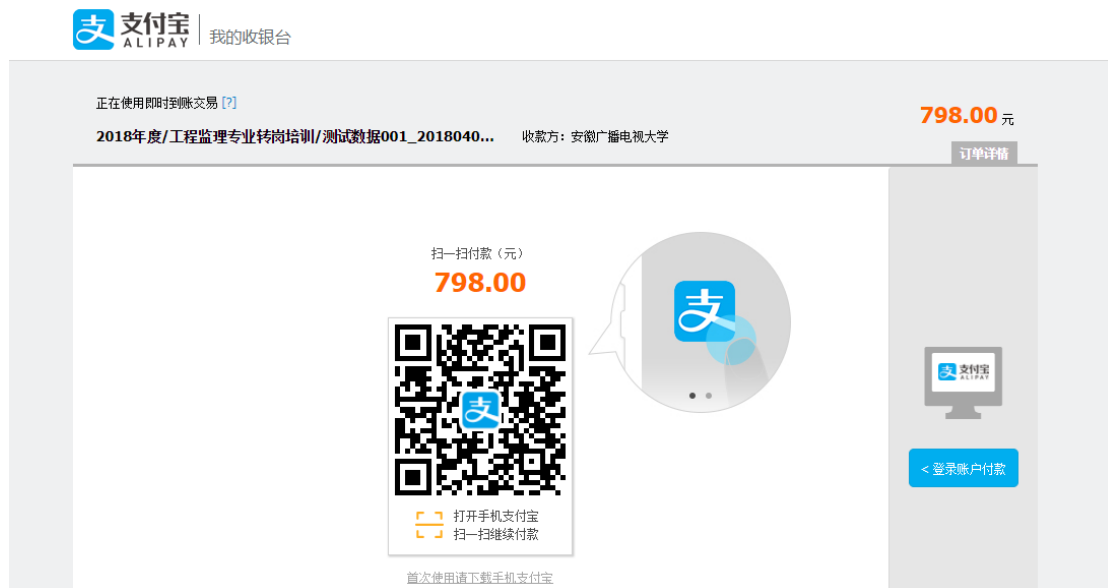 支 支付宝 ALIPAY 我的收银台
正在使用即时到账交易 [?]
798.00 元
2018年度/工程监理专业转岗培训/测试数据001_2018040... 收款方：安徽广播电视大学
订单详情
扫一扫付款（元）
798.00
支
支
支 支付宝 ALIPAY
< 登录账户付款
打开手机支付宝
扫一扫继续付款
首次使用请下载手机支付宝